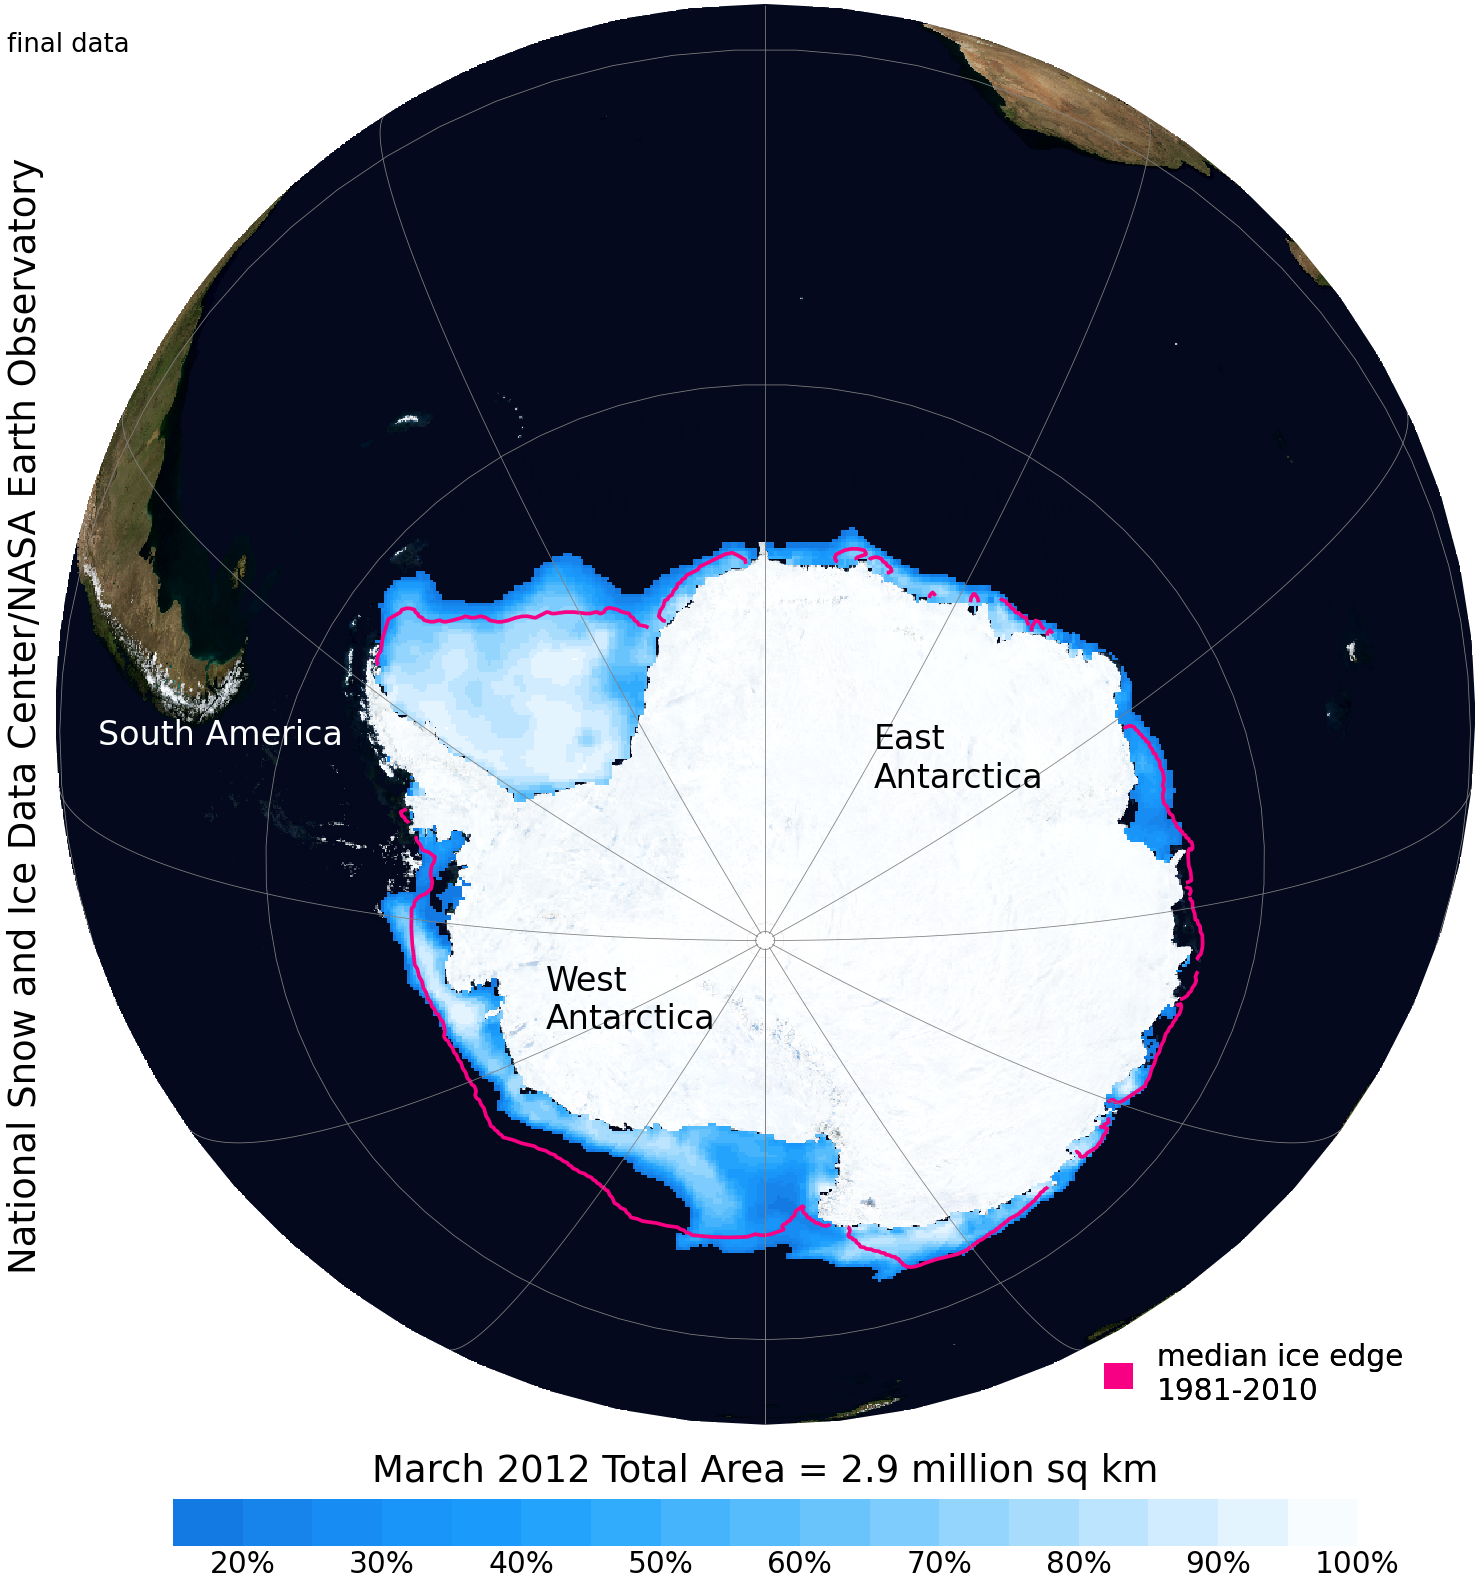 final data
National Snow and Ice Data Center/NASA Earth Observatory
South America
East
Antarctica
West
Antarctica
median ice edge
1981-2010
March 2012 Total Area = 2.9 million sq km
20% 30% 40% 50% 60% 70% 80% 90% 100%